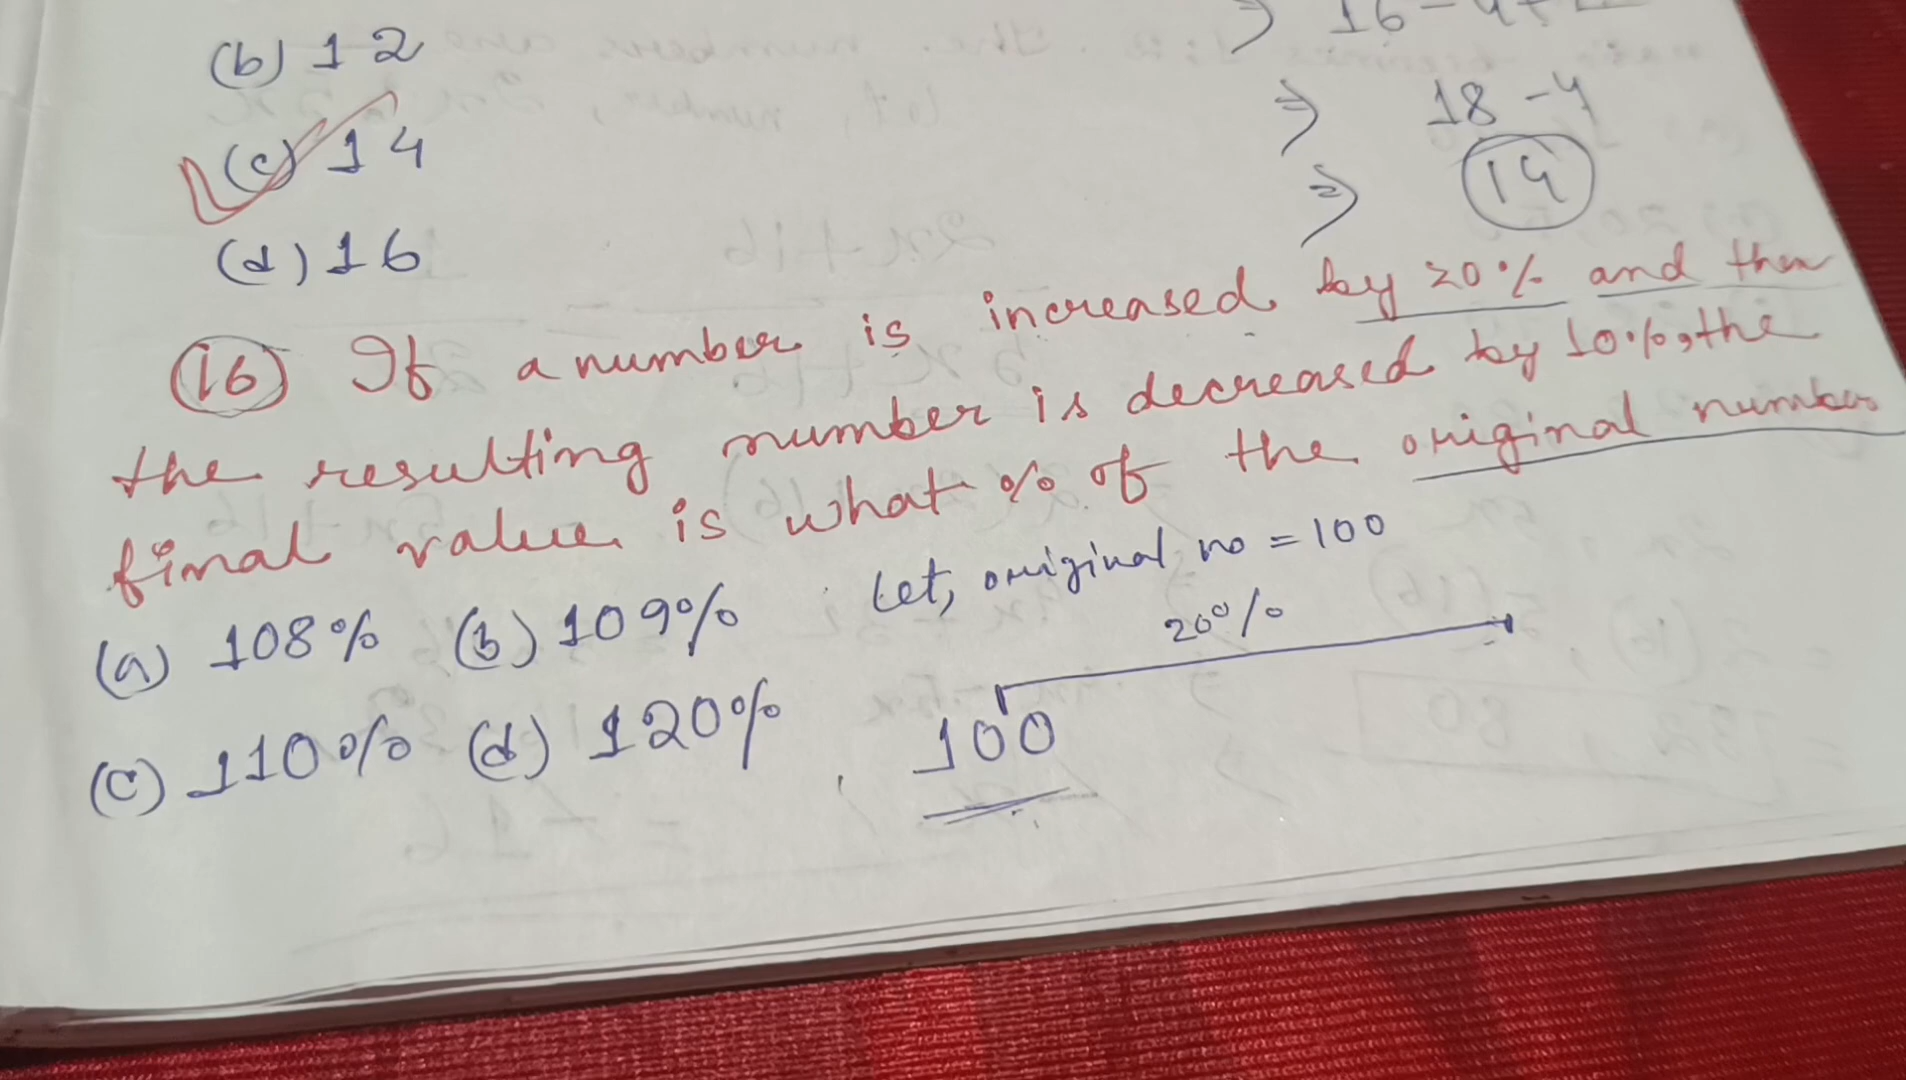 (b) 12
⇒ 16-4+
(c) 14
⇒ 18-4
(d) 16
⇒ 14
(16) If a number is increased by 20% and then
the resulting number is decreased by 10%, the
final value is what % of the original number
(a) 108% (b) 109%
Let, original no = 100
20%
(c) 110% (d) 120%
100